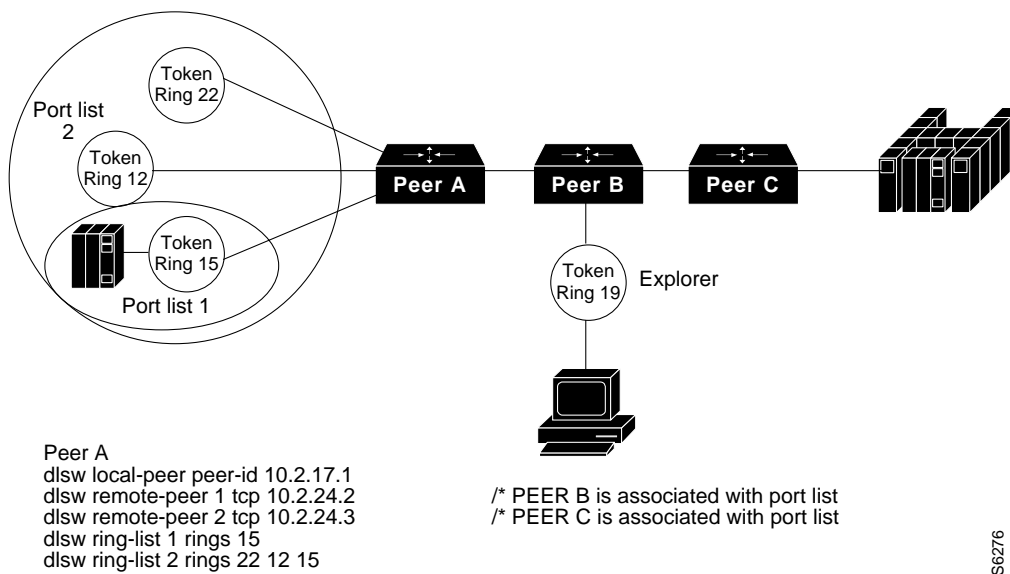 Token
Ring 22
Port list
2
Token
Ring 12
Token
Ring 15
Port list 1
Peer A
Peer B
Peer C
Token
Ring 19
Explorer
Peer A
dlsw local-peer peer-id 10.2.17.1
dlsw remote-peer 1 tcp 10.2.24.2
dlsw remote-peer 2 tcp 10.2.24.3
dlsw ring-list 1 rings 15
dlsw ring-list 2 rings 22 12 15
/* PEER B is associated with port list
/* PEER C is associated with port list
S6276